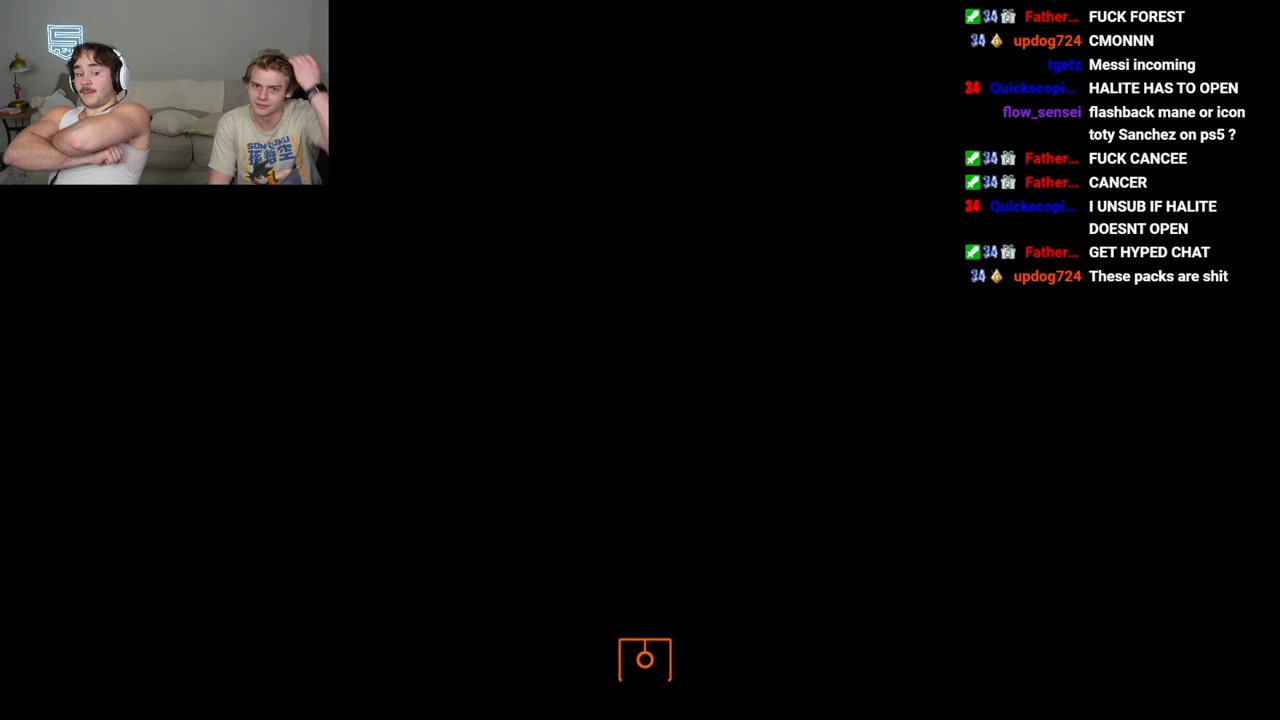 Father... FUCK FOREST
updog724 CMONNN
tgetz Messi incoming
Quickscopi... HALITE HAS TO OPEN
flow_sensei flashback mane or icon
toty Sanchez on ps5 ?
Father... FUCK CANCEE
Father... CANCER
Quickscopi... I UNSUB IF HALITE
DOESNT OPEN
Father... GET HYPED CHAT
updog724 These packs are shit